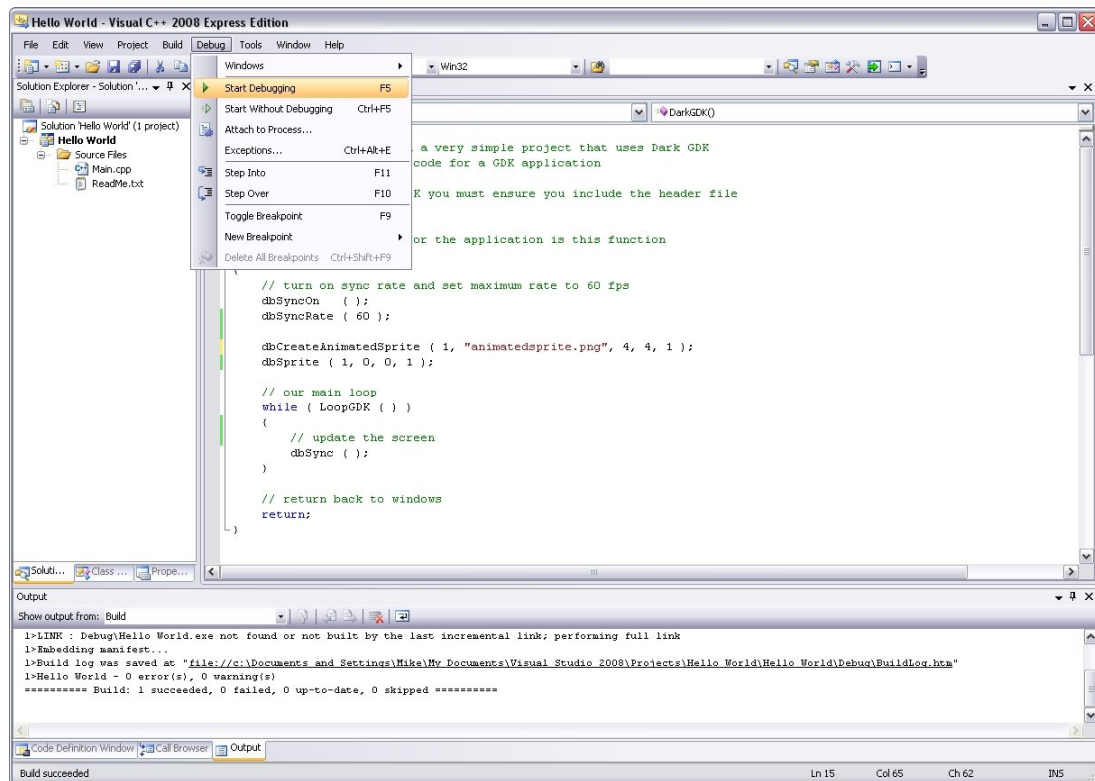 Hello World - Visual C++ 2008 Express Edition
File Edit View Project Build Debug Tools Window Help
Win32
Solution Explorer - Solution '...
DarkGDK()
Solution 'Hello World' (1 project)
Hello World
Source Files
Main.cpp
ReadMe.txt
Windows
Start Debugging F5
Start Without Debugging Ctrl+F5
Attach to Process...
Exceptions... Ctrl+Alt+E
Step Into F11
Step Over F10
Toggle Breakpoint F9
New Breakpoint
Delete All Breakpoints Ctrl+Shift+F9
a very simple project that uses Dark GDK
code for a GDK application
K you must ensure you include the header file
or the application is this function
{
// turn on sync rate and set maximum rate to 60 fps
dbSyncOn ( );
dbSyncRate ( 60 );
dbCreateAnimatedSprite ( 1, "animatedsprite.png", 4, 4, 1 );
dbSprite ( 1, 0, 0, 1 );
// our main loop
while ( LoopGDK ( ) )
{
// update the screen
dbSync ( );
}
// return back to windows
return;
}
Soluti... Class ... Prope...
Output
Show output from: Build
1>LINK : Debug\Hello World.exe not found or not built by the last incremental link; performing full link
1>Embedding manifest...
1>Build log was saved at "file://c:\Documents and Settings\Mike\My Documents\Visual Studio 2008\Projects\Hello World\Hello World\Debug\BuildLog.htm"
1>Hello World - 0 error(s), 0 warning(s)
========== Build: 1 succeeded, 0 failed, 0 up-to-date, 0 skipped ==========
Code Definition Window Call Browser Output
Build succeeded Ln 15 Col 65 Ch 62 INS